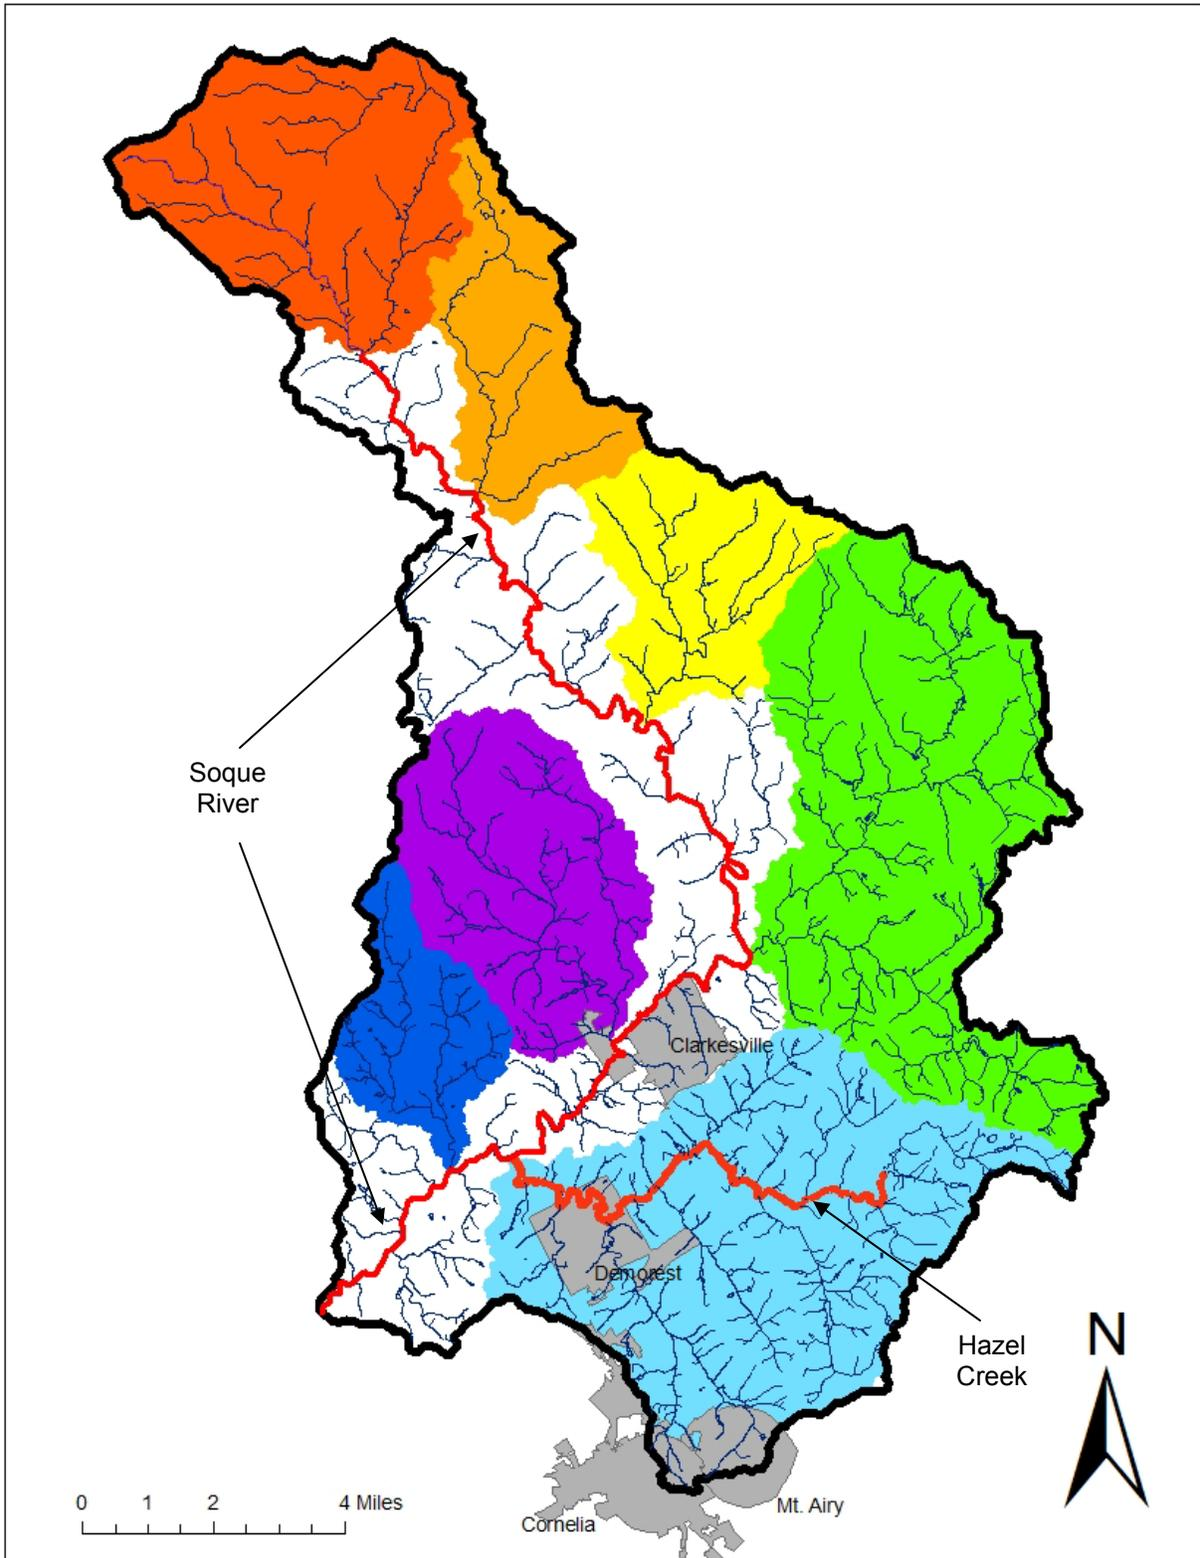 Clarkesville
Soque
River
Demorest
N
Hazel
Creek
0 1 2 4 Miles
Mt. Airy
Cornelia